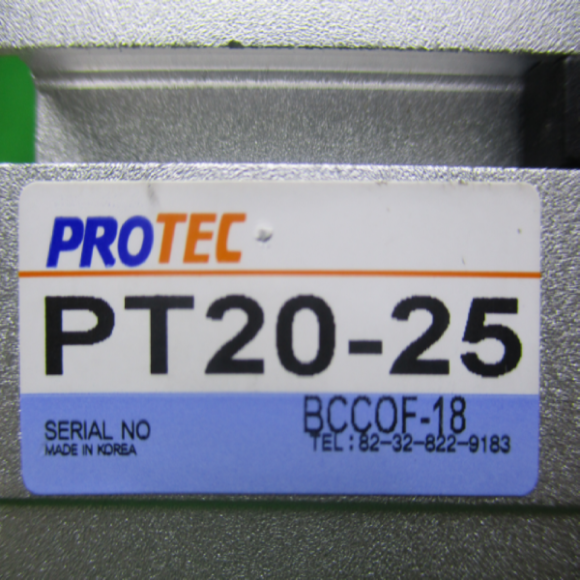 PROTEC
PT20-25
BCCOF-18
SERIAL NO
TEL:82-32-822-9183
MADE IN KOREA